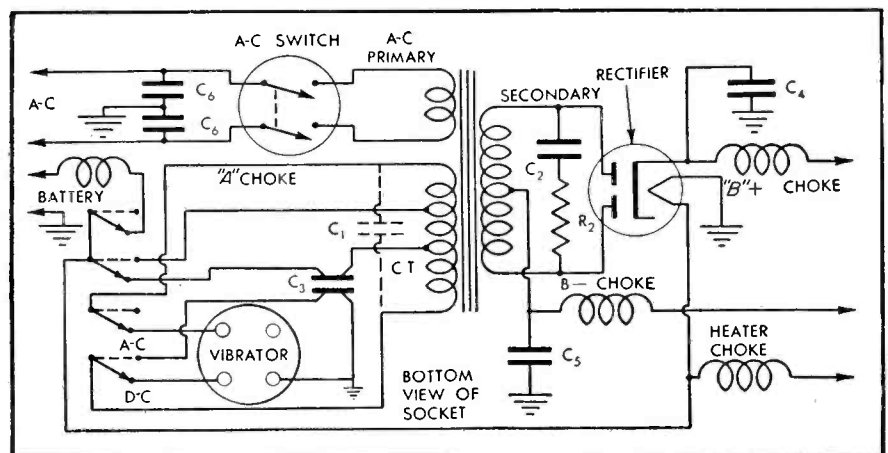 A-C SWITCH
A-C
PRIMARY
RECTIFIER
SECONDARY
A-C
C6
C6
C4
"A" CHOKE
BATTERY
C1
C2
R2
"B"+ CHOKE
C3
CT
B— CHOKE
A-C
VIBRATOR
D-C
C5
HEATER
CHOKE
BOTTOM
VIEW OF
SOCKET